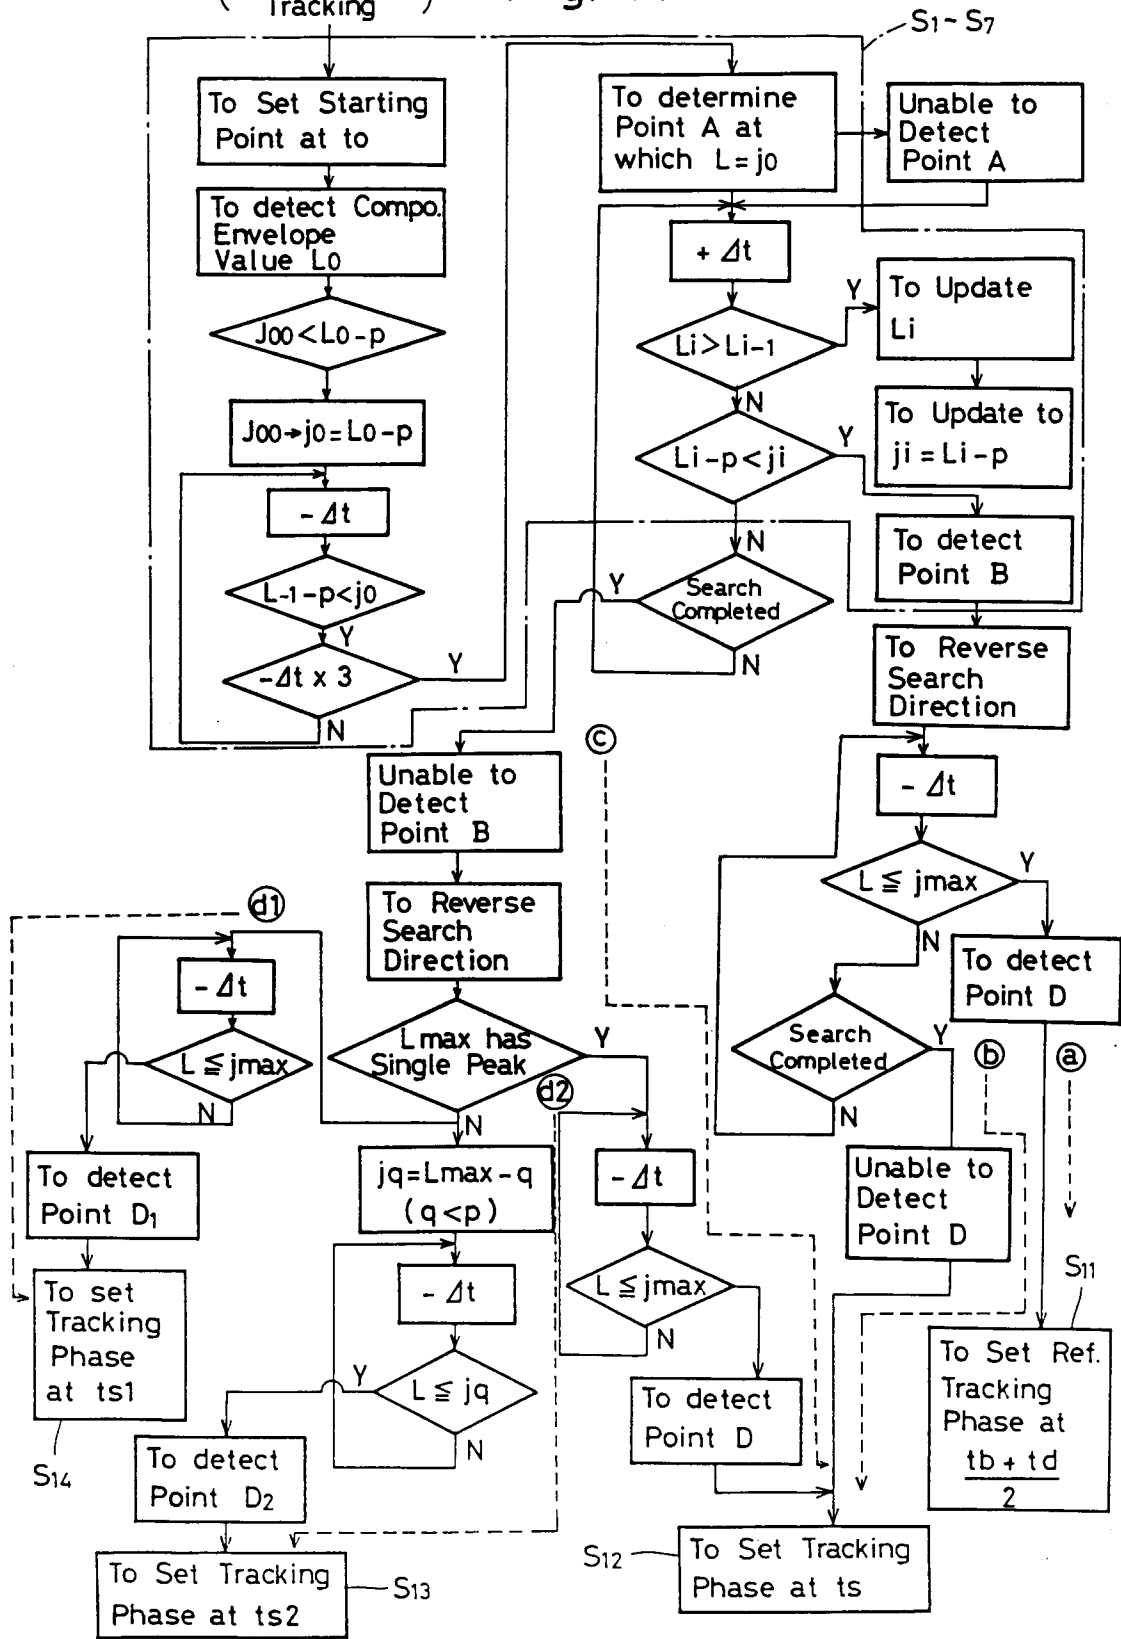 Tracking
S1~S7
To Set Starting
Point at to
To detect Compo.
Envelope
Value L0
J00<L0-p
J00→j0=L0-p
-Δt
L-1-p<j0
Y
-Δt x 3
Y
N
To determine
Point A at
which L=j0
Unable to
Detect
Point A
+Δt
Li>Li-1
Y
N
To Update
Li
To Update to
ji=Li-p
Li-p<ji
Y
N
To detect
Point B
Search
Completed
Y
N
To Reverse
Search
Direction
-Δt
L≦jmax
Y
N
To detect
Point D
Search
Completed
Y
N
b
a
Unable to
Detect
Point D
S11
To Set Ref.
Tracking
Phase at
tb+td
2
c
Unable to
Detect
Point B
To Reverse
Search
Direction
Lmax has
Single Peak
Y
N
d1
-Δt
L≦jmax
N
To detect
Point D1
To set
Tracking
Phase
at ts1
S14
jq=Lmax-q
(q<p)
-Δt
L≦jq
Y
N
To detect
Point D2
To Set Tracking
Phase at ts2
S13
d2
-Δt
L≦jmax
N
To detect
Point D
S12
To Set Tracking
Phase at ts